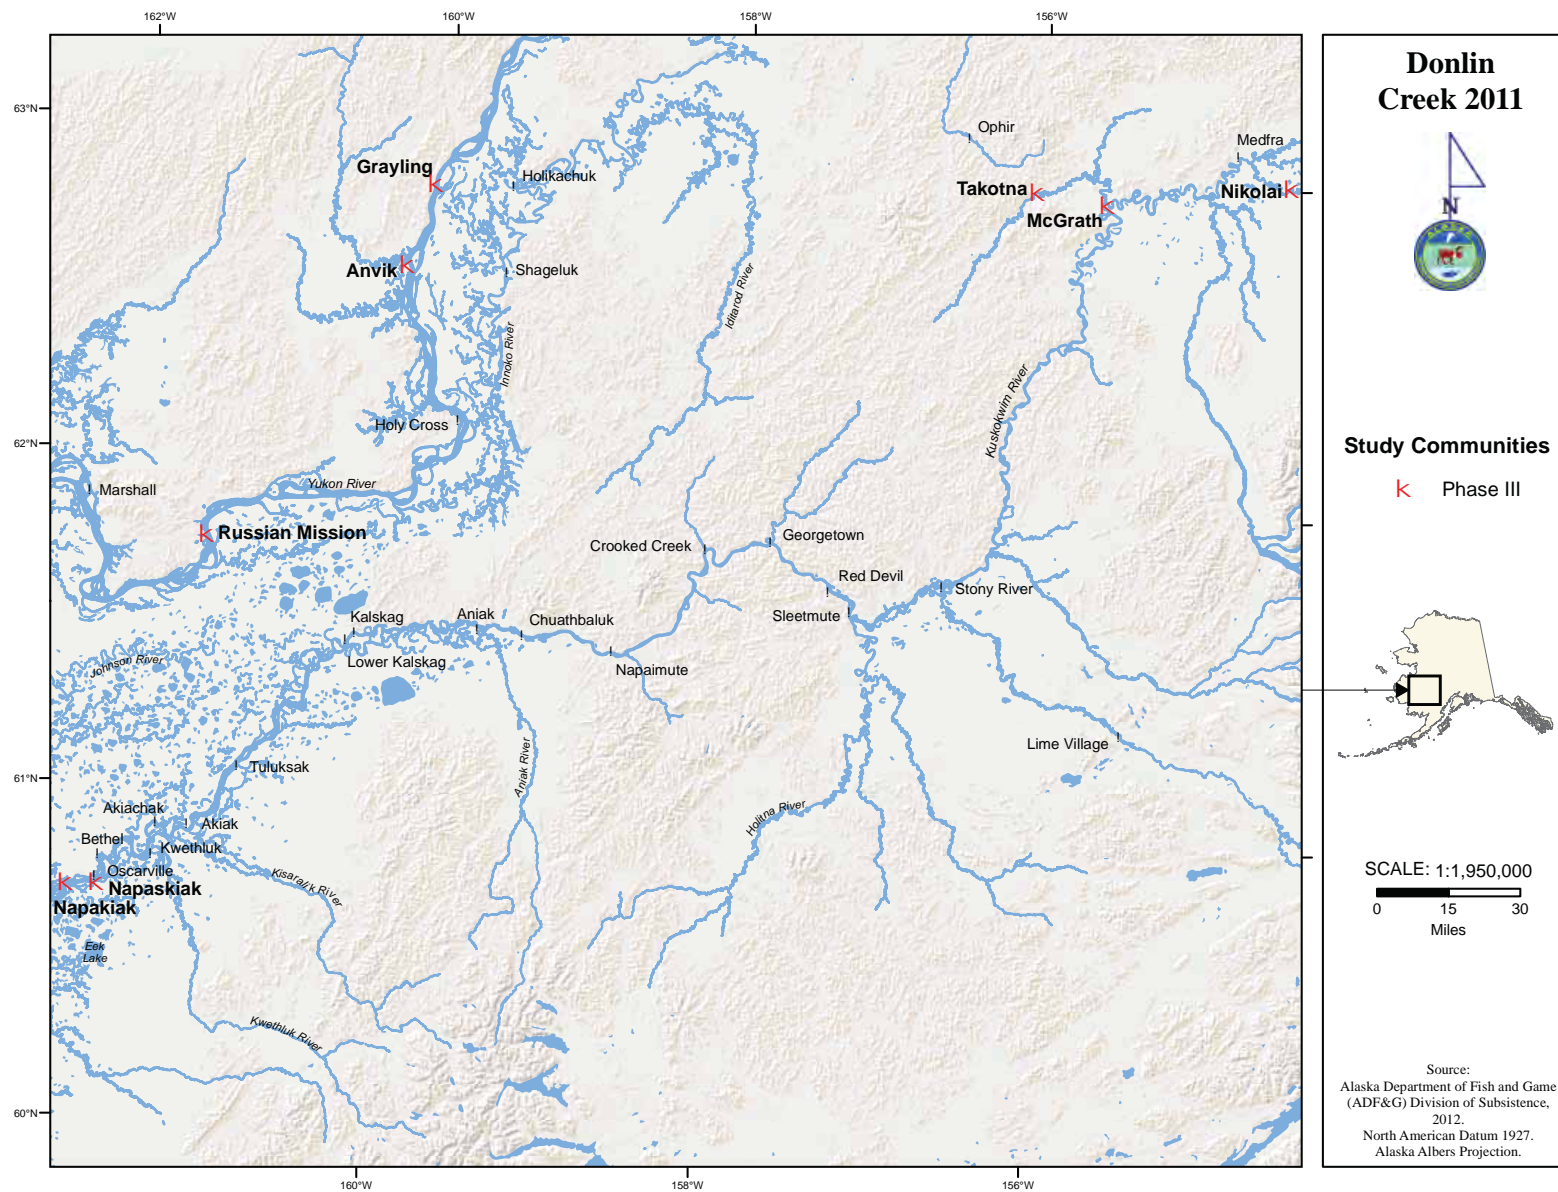 162°W
160°W
158°W
156°W
63°N
62°N
61°N
60°N
160°W
158°W
156°W
Ophir
Medfra
Grayling
Holikachuk
Takotna
Nikolai
McGrath
Anvik
Shageluk
Iditarod River
Innoko River
Kuskokwim River
Holy Cross
Yukon River
Marshall
Russian Mission
Crooked Creek
Georgetown
Red Devil
Stony River
Sleetmute
Kalskag
Aniak
Chuathbaluk
Lower Kalskag
Napaimute
Johnson River
Lime Village
Tuluksak
Aniak River
Holitna River
Akiachak
Akiak
Bethel
Kwethluk
Oscarville
Napaskiak
Napakiak
Kisaralik River
Eek
Lake
Kwethluk River
Donlin
Creek 2011
N
ALASKA
Study Communities
Phase III
SCALE: 1:1,950,000
0 15 30
Miles
Source:
Alaska Department of Fish and Game
(ADF&G) Division of Subsistence,
2012.
North American Datum 1927.
Alaska Albers Projection.